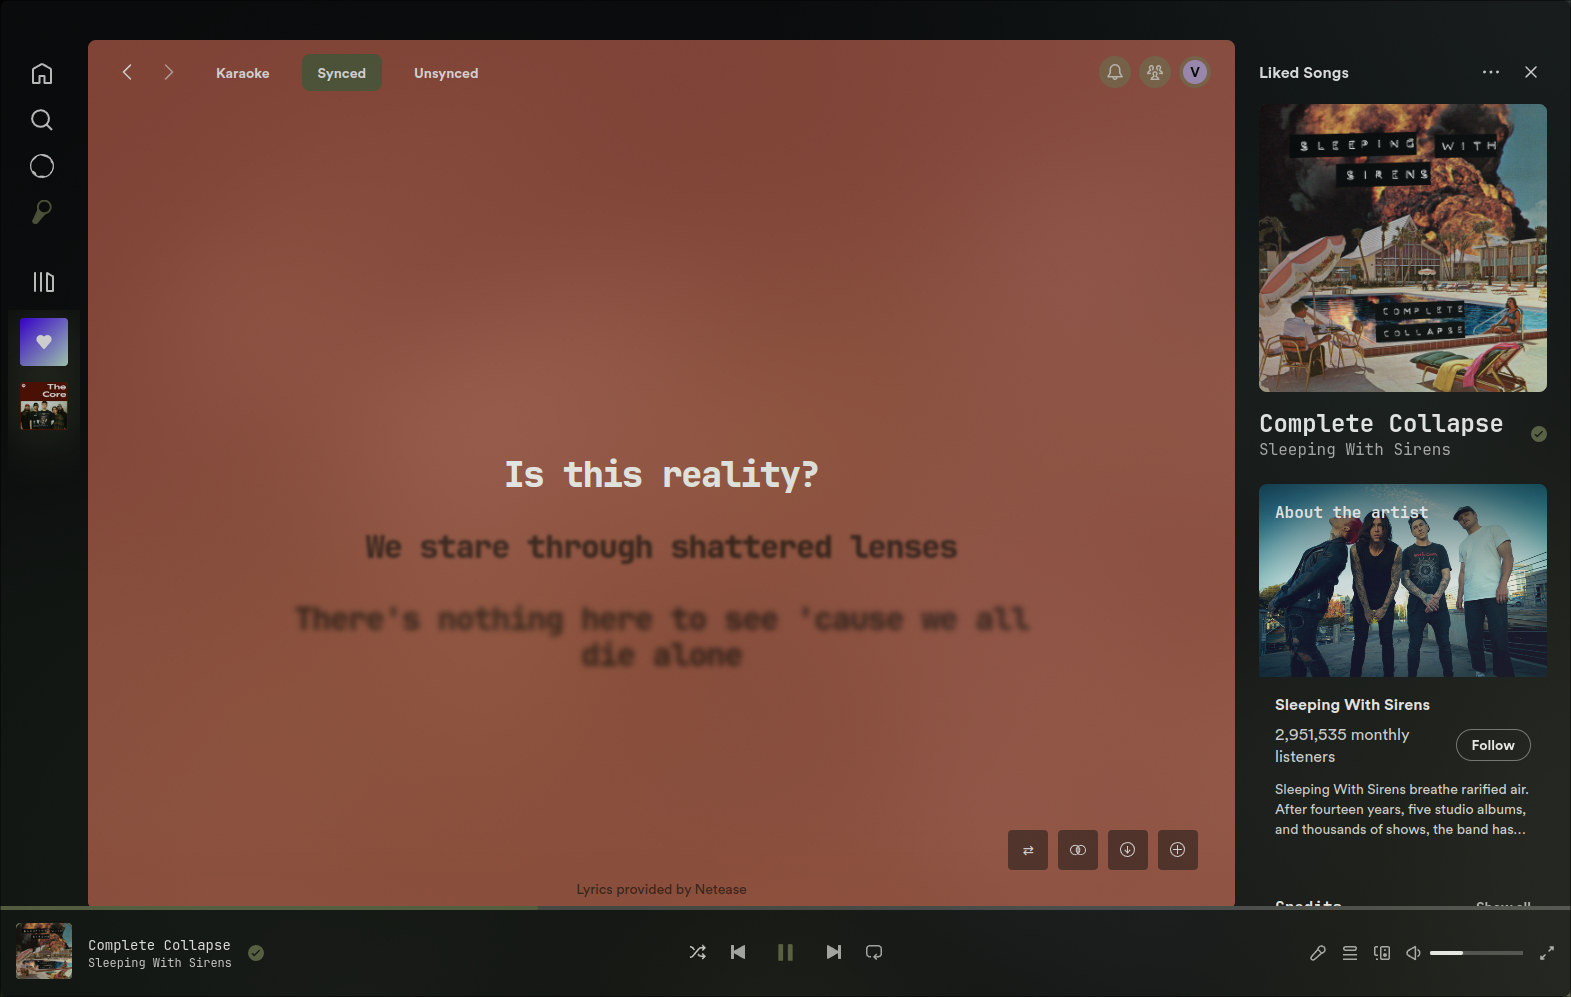 Karaoke
Synced
Unsynced
V
Liked Songs
SLEEPING WITH
SIRENS
COMPLETE
COLLAPSE
The
Core
Complete Collapse
Sleeping With Sirens
About the artist
Is this reality?
We stare through shattered lenses
There's nothing here to see 'cause we all
die alone
Sleeping With Sirens
2,951,535 monthly
listeners
Follow
Sleeping With Sirens breathe rarified air.
After fourteen years, five studio albums,
and thousands of shows, the band has...
Lyrics provided by Netease
Credits
Show all
Complete Collapse
Sleeping With Sirens